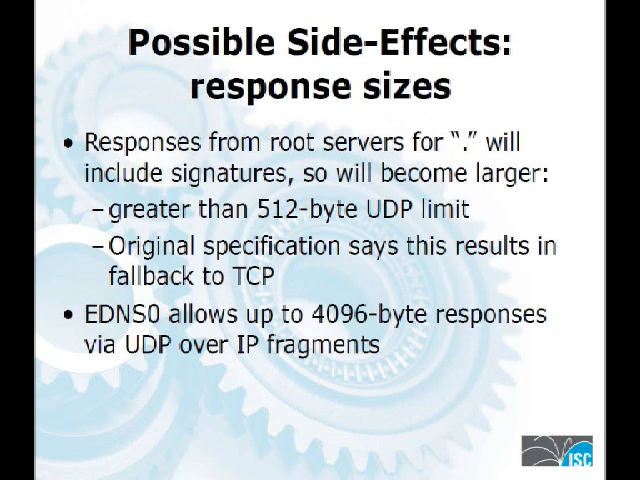 Possible Side-Effects:
response sizes
• Responses from root servers for “.” will
include signatures, so will become larger:
– greater than 512-byte UDP limit
– Original specification says this results in
fallback to TCP
• EDNS0 allows up to 4096-byte responses
via UDP over IP fragments
ISC